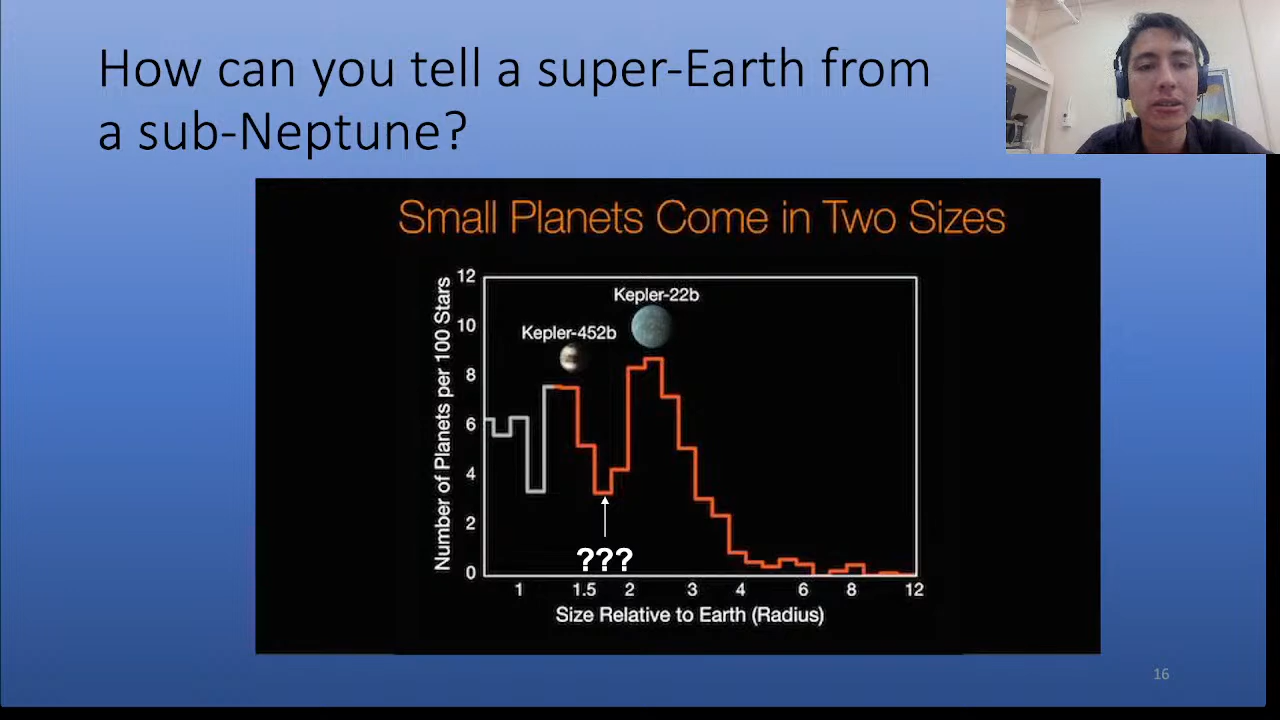 How can you tell a super-Earth from
a sub-Neptune?
Small Planets Come in Two Sizes
Number of Planets per 100 Stars
12
10
8
6
4
2
0
Kepler-22b
Kepler-452b
???
1 1.5 2 3 4 6 8 12
Size Relative to Earth (Radius)
16